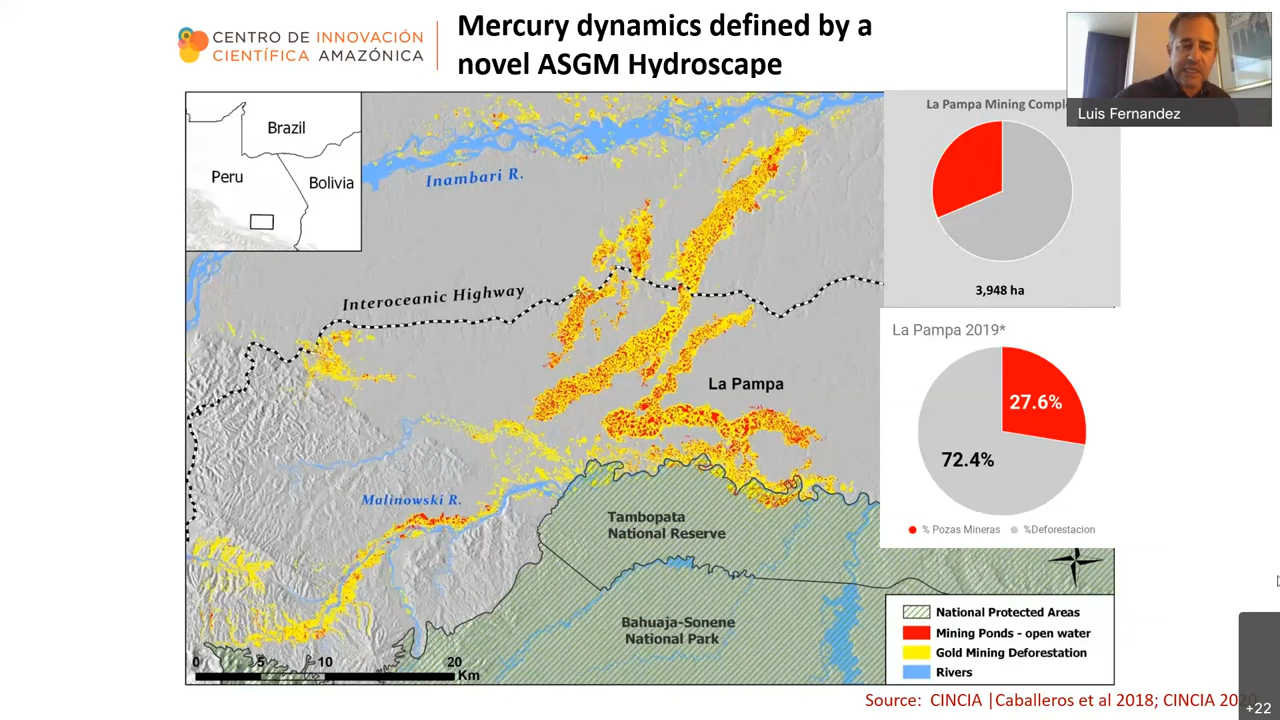 CENTRO DE INNOVACIÓN
CIENTÍFICA AMAZÓNICA
Mercury dynamics defined by a
novel ASGM Hydroscape
Luis Fernandez
Brazil
Peru
Bolivia
Inambari R.
Interoceanic Highway
La Pampa
Malinowski R.
Tambopata
National Reserve
Bahuaja-Sonene
National Park
0 5 10 20
Km
La Pampa Mining
3,948 ha
La Pampa 2019*
27.6%
72.4%
% Pozas Mineras %Deforestacion
National Protected Areas
Mining Ponds - open water
Gold Mining Deforestation
Rivers
Source: CINCIA |Caballeros et al 2018; CINCIA
+22